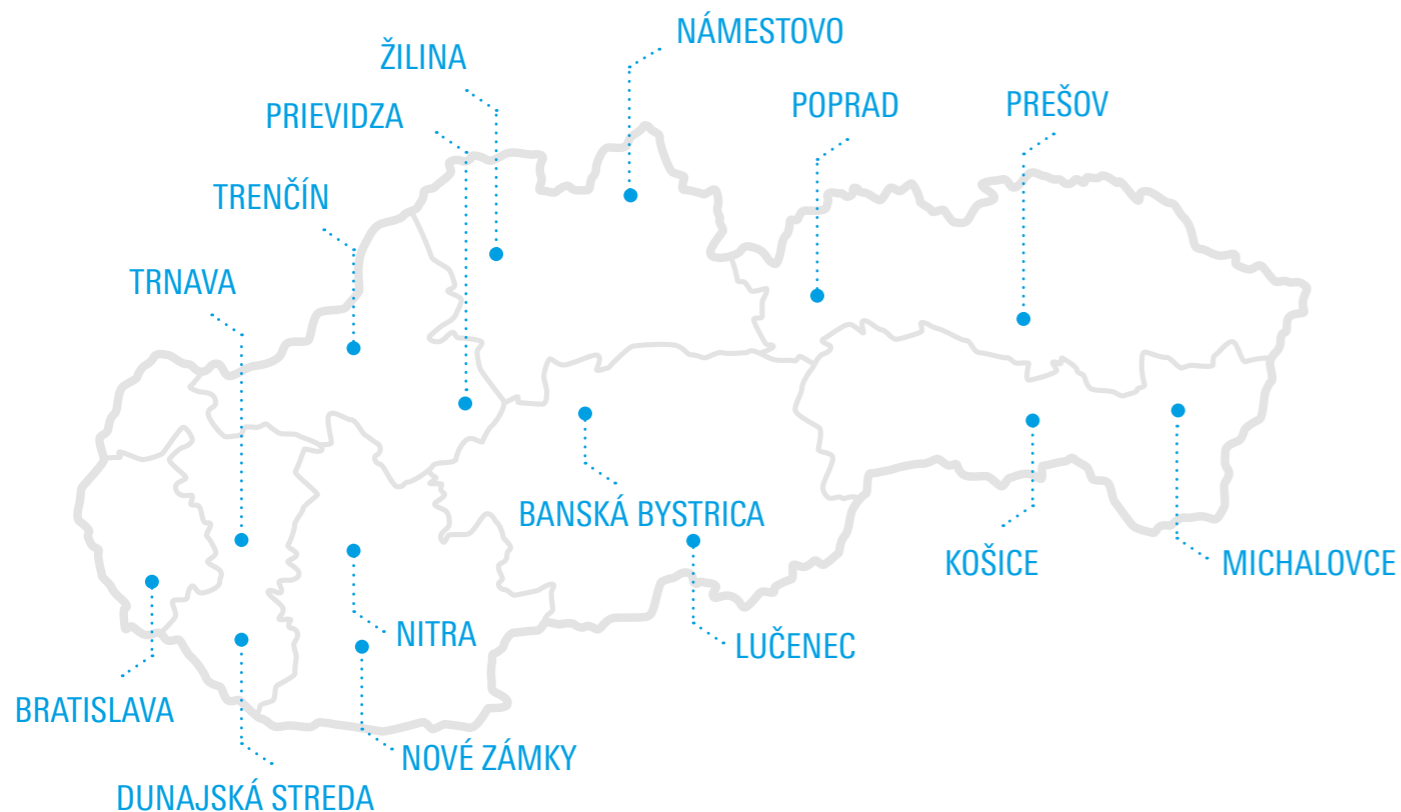 NÁMESTOVO
ŽILINA
POPRAD
PREŠOV
PRIEVIDZA
TRENČÍN
TRNAVA
BANSKÁ BYSTRICA
KOŠICE
MICHALOVCE
NITRA
LUČENEC
BRATISLAVA
NOVÉ ZÁMKY
DUNAJSKÁ STREDA